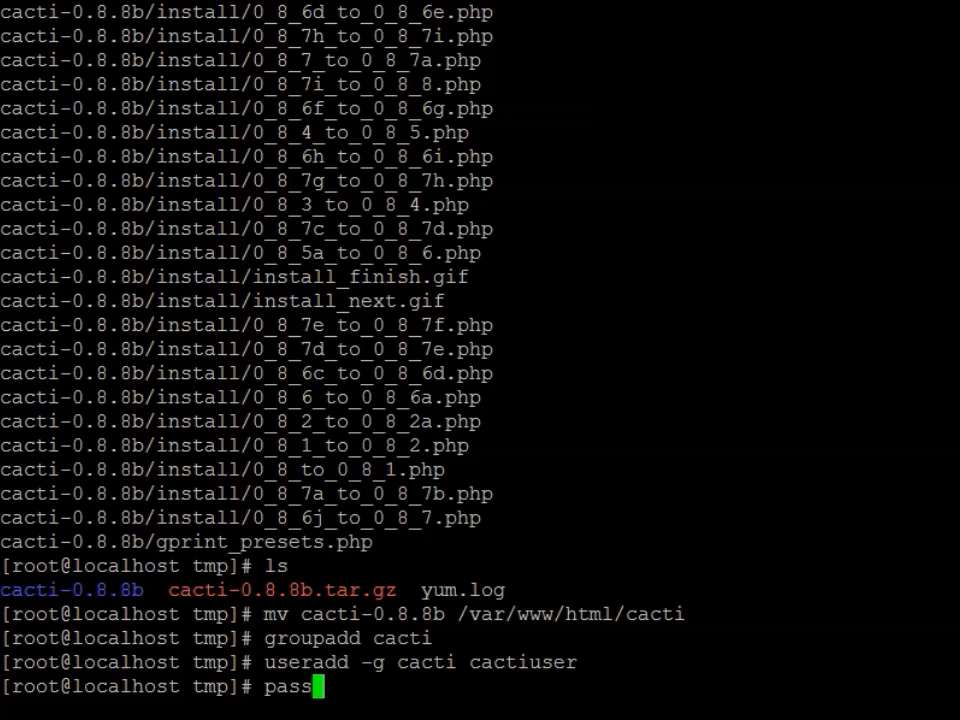 cacti-0.8.8b/install/0_8_6d_to_0_8_6e.php
cacti-0.8.8b/install/0_8_7h_to_0_8_7i.php
cacti-0.8.8b/install/0_8_7_to_0_8_7a.php
cacti-0.8.8b/install/0_8_7i_to_0_8_8.php
cacti-0.8.8b/install/0_8_6f_to_0_8_6g.php
cacti-0.8.8b/install/0_8_4_to_0_8_5.php
cacti-0.8.8b/install/0_8_6h_to_0_8_6i.php
cacti-0.8.8b/install/0_8_7g_to_0_8_7h.php
cacti-0.8.8b/install/0_8_3_to_0_8_4.php
cacti-0.8.8b/install/0_8_7c_to_0_8_7d.php
cacti-0.8.8b/install/0_8_5a_to_0_8_6.php
cacti-0.8.8b/install/install_finish.gif
cacti-0.8.8b/install/install_next.gif
cacti-0.8.8b/install/0_8_7e_to_0_8_7f.php
cacti-0.8.8b/install/0_8_7d_to_0_8_7e.php
cacti-0.8.8b/install/0_8_6c_to_0_8_6d.php
cacti-0.8.8b/install/0_8_6_to_0_8_6a.php
cacti-0.8.8b/install/0_8_2_to_0_8_2a.php
cacti-0.8.8b/install/0_8_1_to_0_8_2.php
cacti-0.8.8b/install/0_8_to_0_8_1.php
cacti-0.8.8b/install/0_8_7a_to_0_8_7b.php
cacti-0.8.8b/install/0_8_6j_to_0_8_7.php
cacti-0.8.8b/gprint_presets.php
[root@localhost tmp]# ls
cacti-0.8.8b cacti-0.8.8b.tar.gz yum.log
[root@localhost tmp]# mv cacti-0.8.8b /var/www/html/cacti
[root@localhost tmp]# groupadd cacti
[root@localhost tmp]# useradd -g cacti cactiuser
[root@localhost tmp]# pass